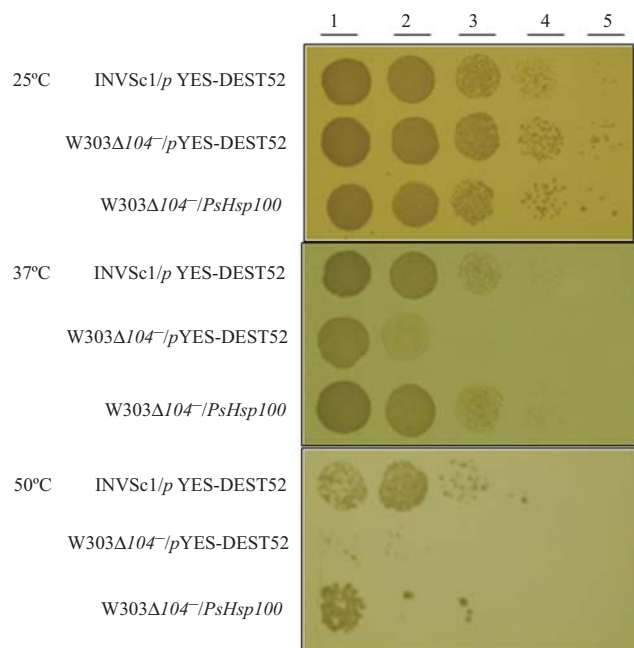 1 2 3 4 5
25ºC INVSc1/p YES-DEST52
W303Δ104⁻/pYES-DEST52
W303Δ104⁻/PsHsp100
37ºC INVSc1/p YES-DEST52
W303Δ104⁻/pYES-DEST52
W303Δ104⁻/PsHsp100
50ºC INVSc1/p YES-DEST52
W303Δ104⁻/pYES-DEST52
W303Δ104⁻/PsHsp100